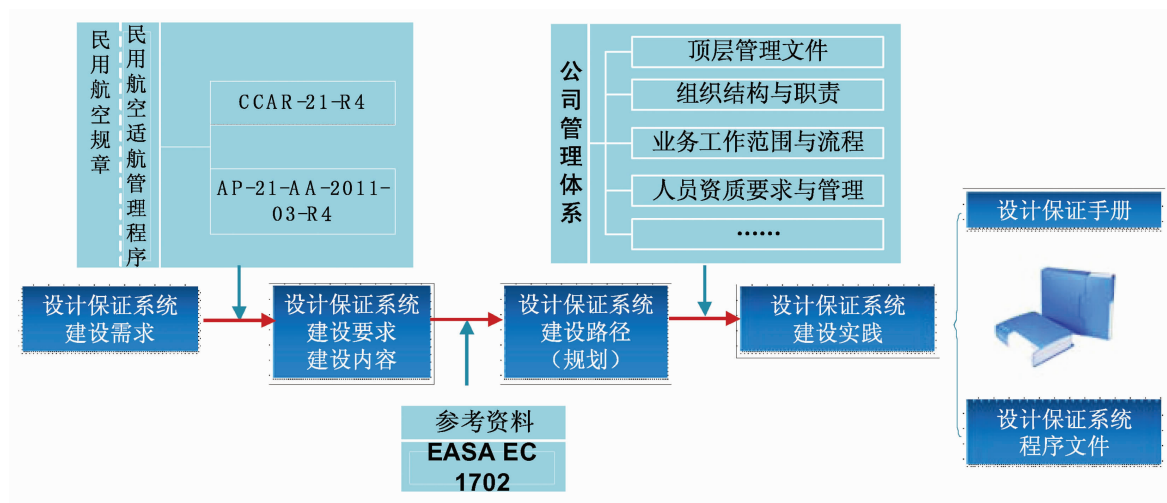 民用航空规章
民用航空适航管理程序
CCAR-21-R4
AP-21-AA-2011-
03-R4
公司管理体系
顶层管理文件
组织结构与职责
业务工作范围与流程
人员资质要求与管理
……
设计保证系统
建设需求
设计保证系统
建设要求
建设内容
设计保证系统
建设路径
（规划）
设计保证系统
建设实践
参考资料
EASA EC
1702
设计保证手册
设计保证系统
程序文件